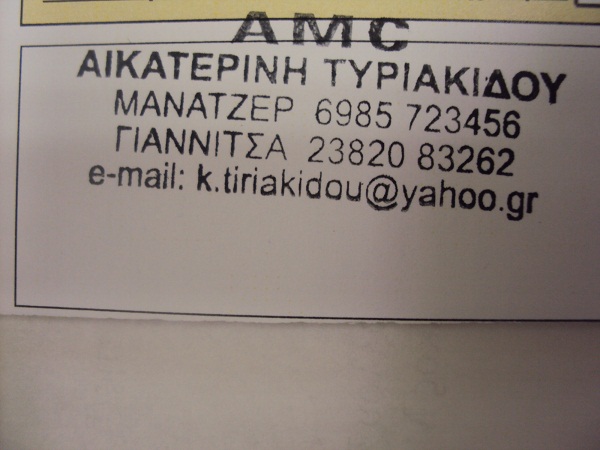 AMC
ΑΙΚΑΤΕΡΙΝΗ ΤΥΡΙΑΚΙΔΟΥ
ΜΑΝΑΤΖΕΡ 6985 723456
ΓΙΑΝΝΙΤΣΑ 23820 83262
e-mail: k.tiriakidou@yahoo.gr